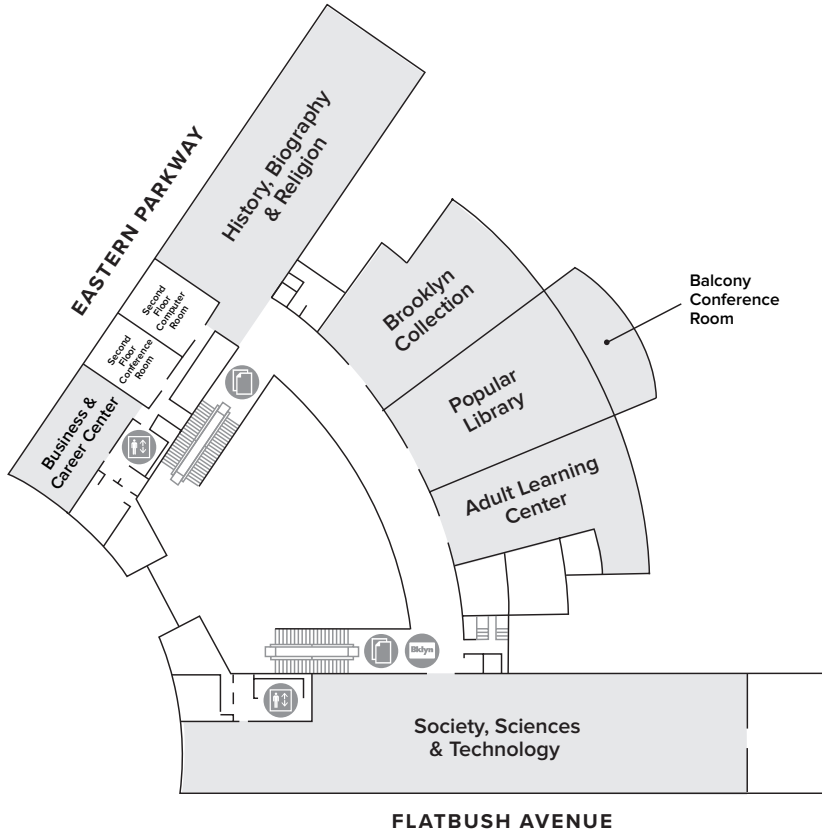 EASTERN PARKWAY
History, Biography
& Religion
Second
Floor
Computer
Room
Second
Floor
Conference
Room
Business &
Career Center
Brooklyn
Collection
Balcony
Conference
Room
Popular
Library
Adult Learning
Center
Bklyn
Society, Sciences
& Technology
FLATBUSH AVENUE